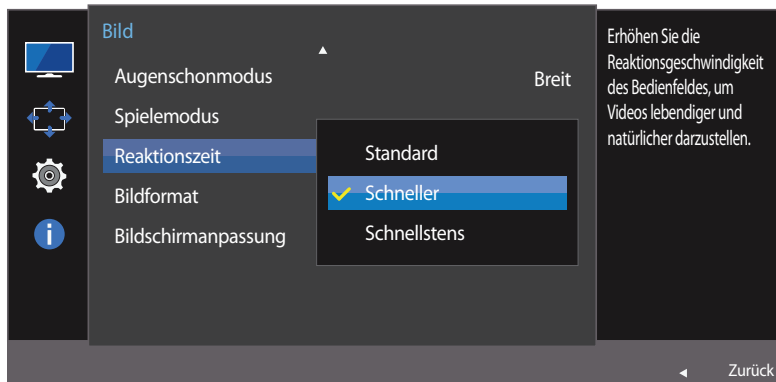 Bild
Augenschonmodus
Breit
Spielemodus
Reaktionszeit
Bildformat
Bildschirmanpassung
Standard
Schneller
Schnellstens
Erhöhen Sie die
Reaktionsgeschwindigkeit
des Bedienfeldes, um
Videos lebendiger und
natürlicher darzustellen.
Zurück